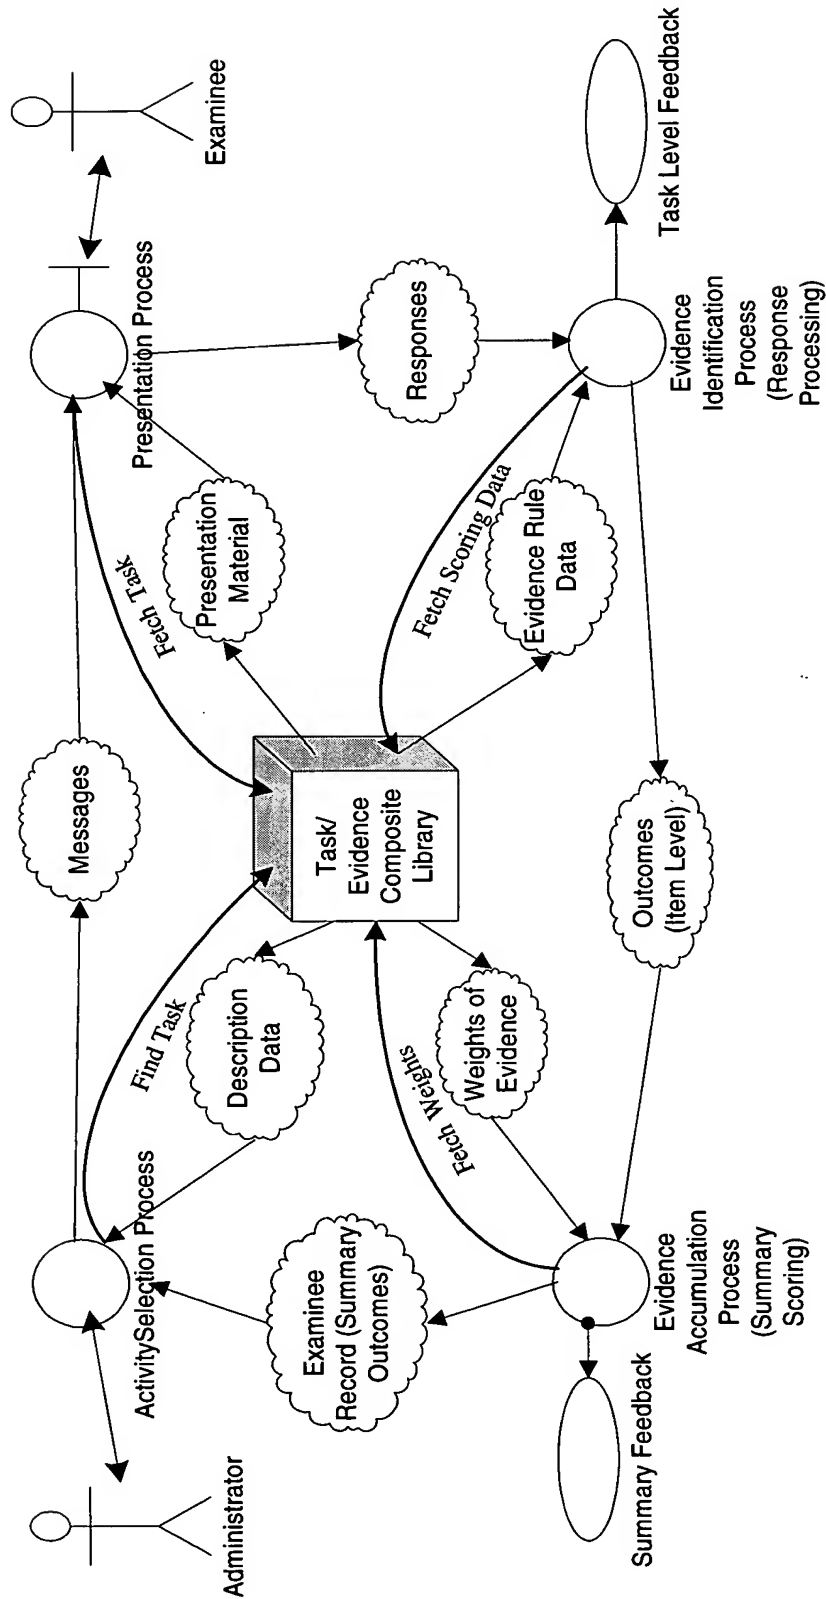 Administrator
ActivitySelection Process
Messages
Presentation Process
Examinee
Find Task
Fetch Task
Description
Data
Presentation
Material
Examinee
Record (Summary
Outcomes)
Task/
Evidence
Composite
Library
Responses
Fetch Weights
Weights of
Evidence
Fetch Scoring Data
Evidence Rule
Data
Summary Feedback
Evidence
Accumulation
Process
(Summary
Scoring)
Outcomes
(Item Level)
Evidence
Identification
Process
(Response
Processing)
Task Level Feedback